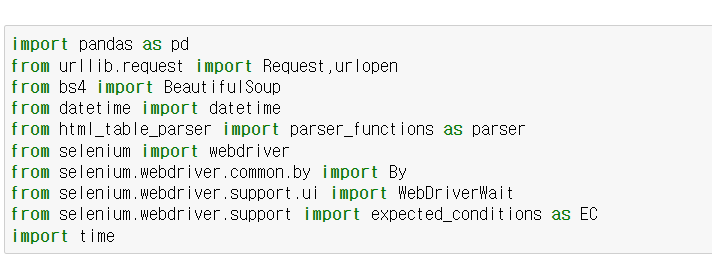 import pandas as pd
from urllib.request import Request,urlopen
from bs4 import BeautifulSoup
from datetime import datetime
from html_table_parser import parser_functions as parser
from selenium import webdriver
from selenium.webdriver.common.by import By
from selenium.webdriver.support.ui import WebDriverWait
from selenium.webdriver.support import expected_conditions as EC
import time